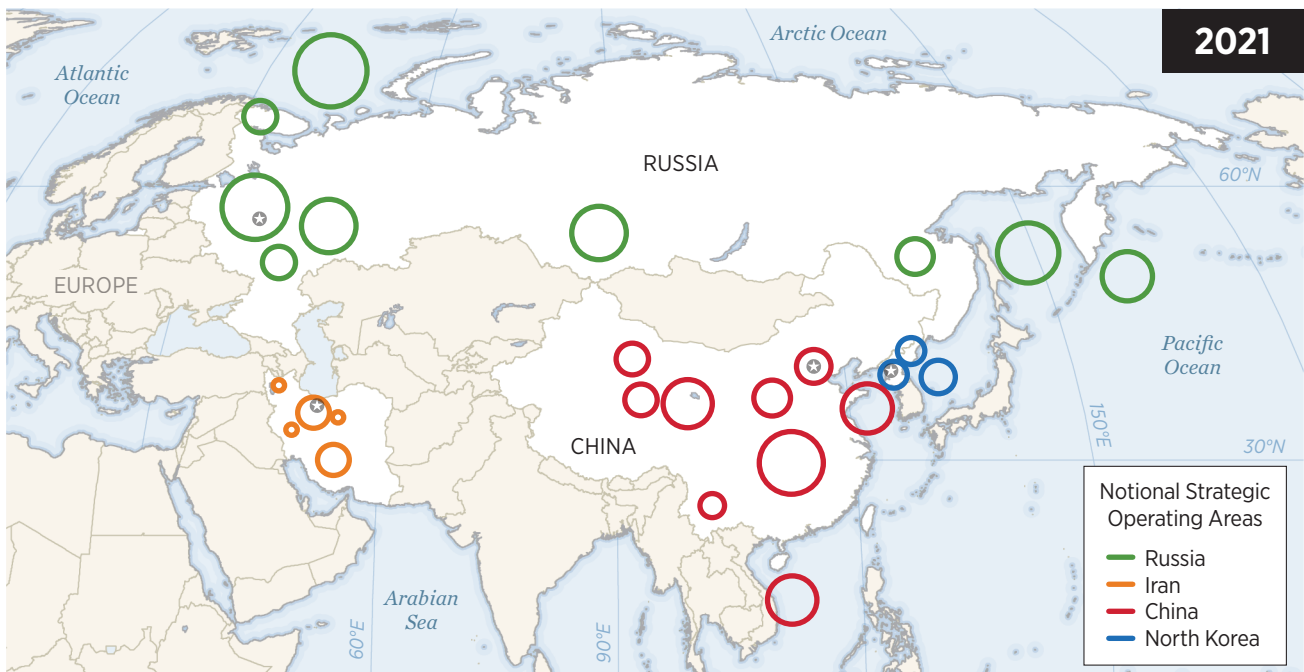 2021
Arctic Ocean
Atlantic
Ocean
RUSSIA
60°N
EUROPE
Pacific
Ocean
150°E
30°N
CHINA
Arabian
Sea
60°E
90°E
Notional Strategic
Operating Areas
Russia
Iran
China
North Korea